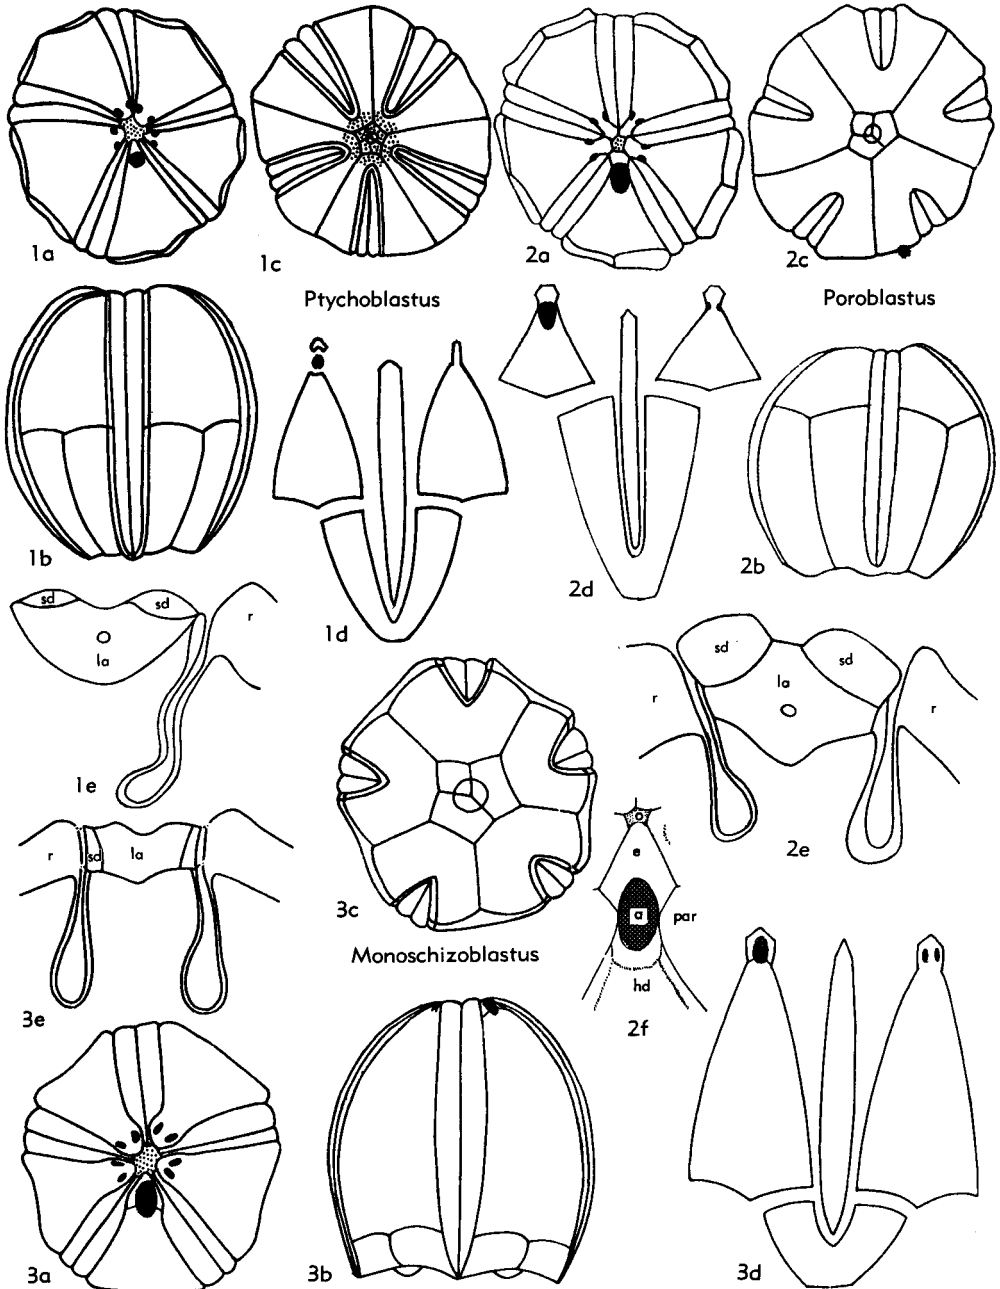 1a
1c
2a
2c
Ptychoblastus
Poroblastus
1b
1d
2d
2b
sd
sd
la
r
1e
r
sd
sd
la
r
2e
r
sd
la
3e
3c
Monoschizoblastus
o
e
a
par
hd
2f
3a
3b
3d